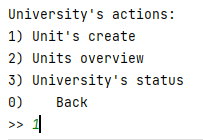 University's actions:
1) Unit's create
2) Units overview
3) University's status
0)    Back
>> 1